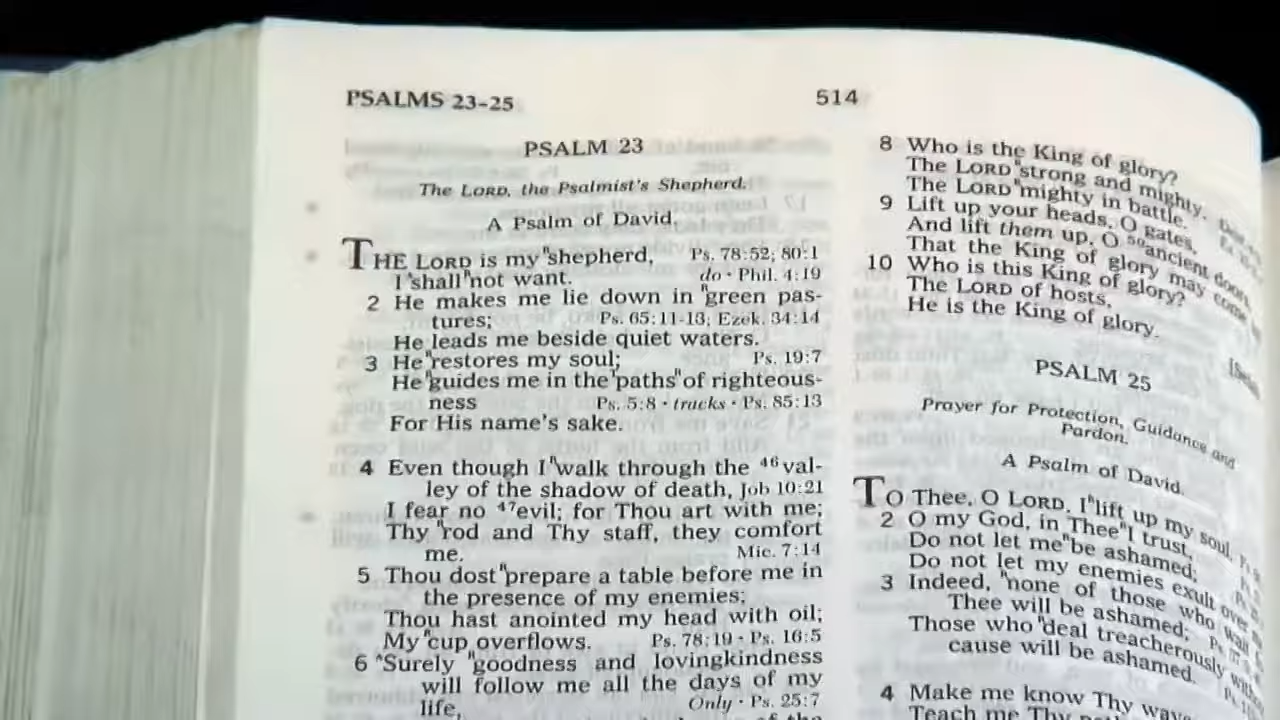 PSALMS 23-25
514
PSALM 23
The LORD, the Psalmist's Shepherd.
A Psalm of David.
THE LORD is my "shepherd, Ps. 78:52; 80:1
I "shall "not want. do · Phil. 4:19
2 He makes me lie down in "green pas-
tures; Ps. 65:11-13; Ezek. 34:14
He leads me beside quiet waters.
3 He "restores my soul; Ps. 19:7
He "guides me in the "paths" of righteous-
ness Ps. 5:8 · tracks · Ps. 85:13
For His name's sake.
4 Even though I "walk through the 46val-
ley of the shadow of death, Job 10:21
I fear no 47evil; for Thou art with me;
Thy "rod and Thy staff, they comfort
me. Mic. 7:14
5 Thou dost "prepare a table before me in
the presence of my enemies;
Thou hast anointed my head with oil;
My "cup overflows. Ps. 78:19 · Ps. 16:5
6 "Surely "goodness and lovingkindness
will follow me all the days of my
life, Only · Ps. 25:7
of the
8 Who is the King of glory?
The LORD "strong and mighty,
The LORD "mighty in battle.
9 Lift up your heads, O gates,
And lift them up, O 50ancient doors,
That the King of glory may come
10 Who is this King of glory?
The LORD of hosts,
He is the King of glory.
PSALM 25
Prayer for Protection, Guidance and
Pardon.
A Psalm of David.
TO Thee, O LORD, I "lift up my soul.
2 O my God, in Thee "I trust,
Do not let me "be ashamed;
Do not let my enemies exult over
3 Indeed, "none of those who wait
Thee will be ashamed;
Those who "deal treacherously
cause will be ashamed.
4 Make me know Thy ways
Teach me Thy